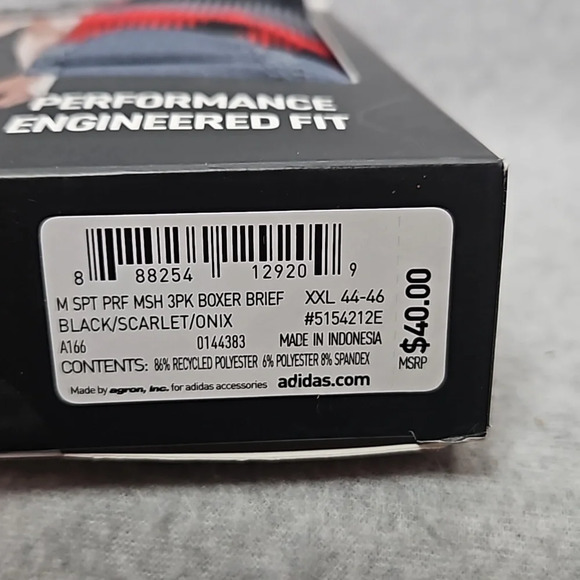 PERFORMANCE
ENGINEERED FIT
8 88254 12920 9
M SPT PRF MSH 3PK BOXER BRIEF XXL 44-46
BLACK/SCARLET/ONIX #5154212E
A166 0144383 MADE IN INDONESIA
CONTENTS: 86% RECYCLED POLYESTER 6% POLYESTER 8% SPANDEX
Made by agron, inc. for adidas accessories adidas.com
MSRP $40.00